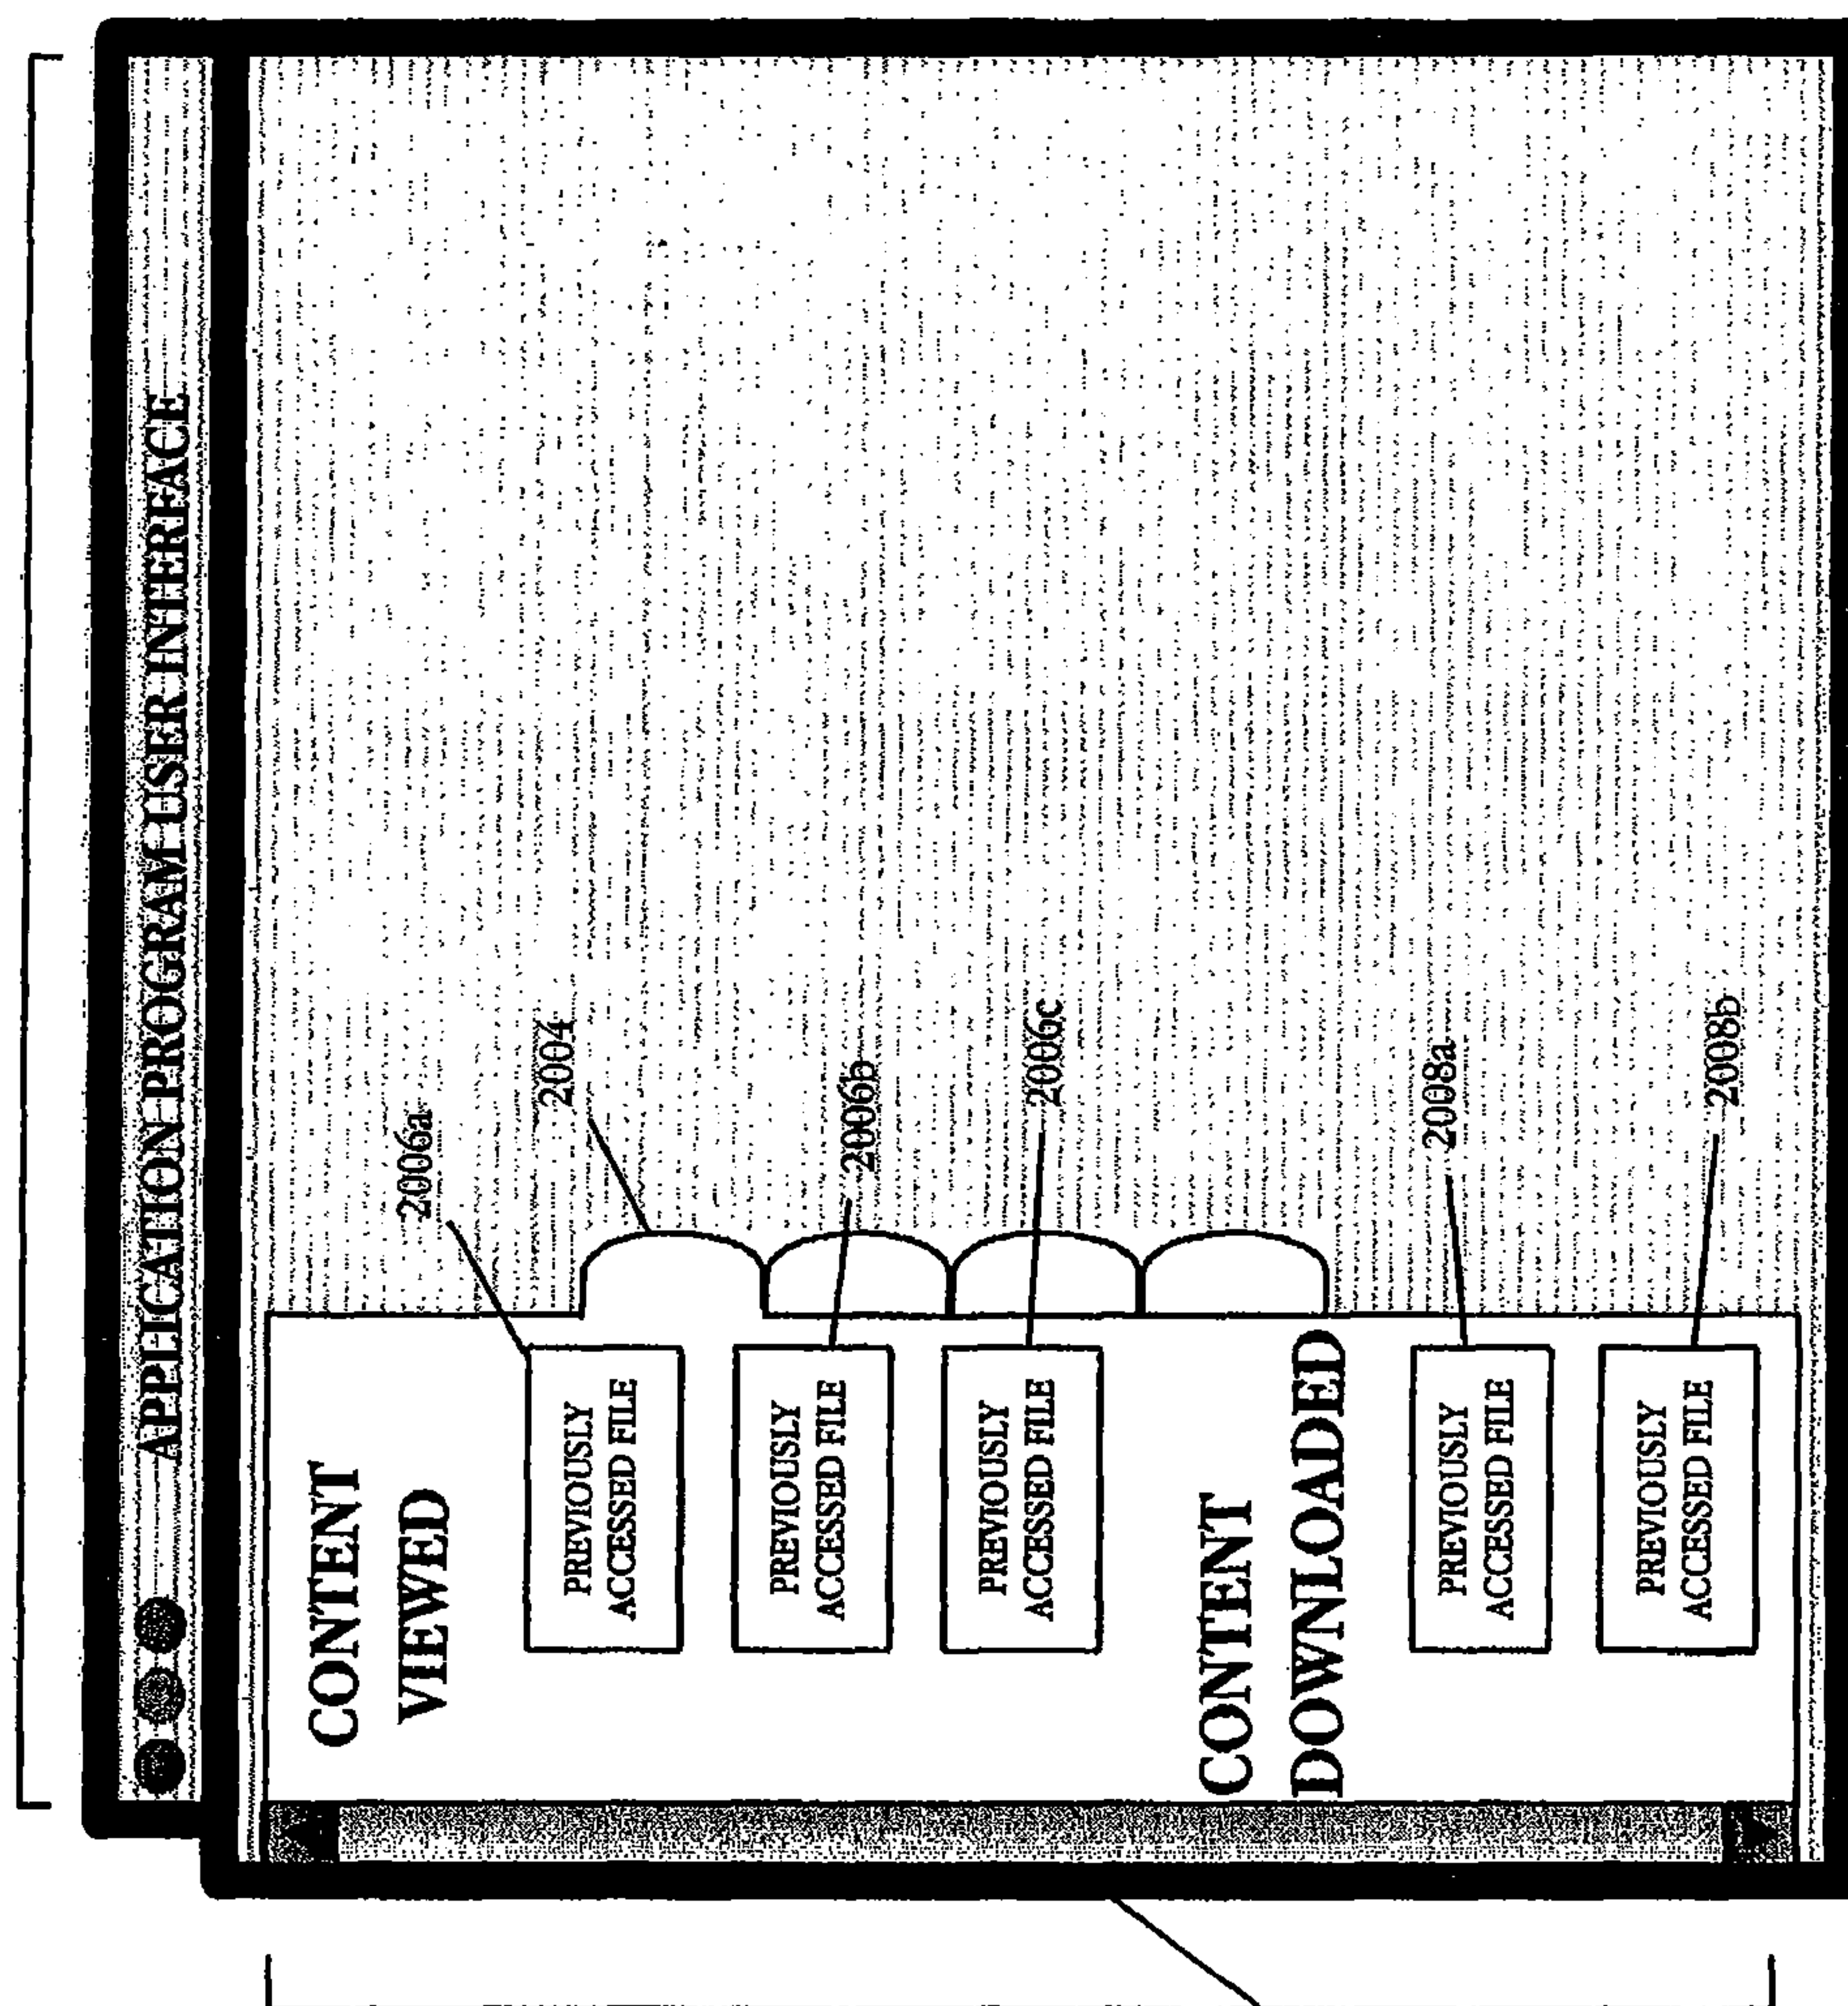 APPLICATION PROGRAM USER INTERFACE
CONTENT
VIEWED
2006a
PREVIOUSLY
ACCESSED FILE
2004
PREVIOUSLY
ACCESSED FILE
2006b
PREVIOUSLY
ACCESSED FILE
2006c
CONTENT
DOWNLOADED
PREVIOUSLY
ACCESSED FILE
2008a
PREVIOUSLY
ACCESSED FILE
2008b